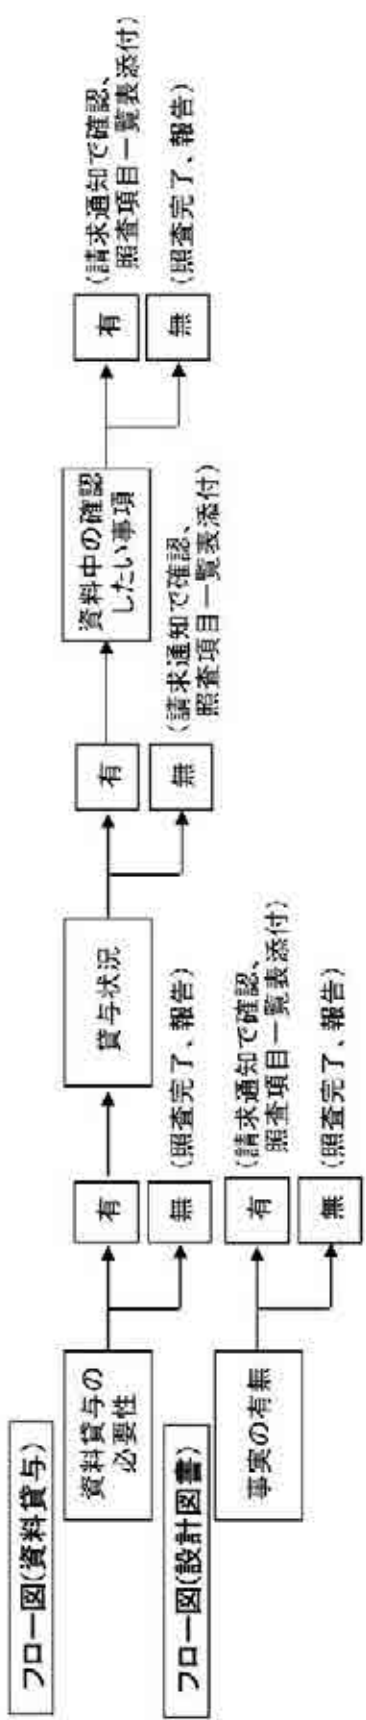 フロー図(資料貸与)
資料貸与の
必要性
有
無
(照査完了、報告)
貸与状況
有
無
(請求通知で確認、
照査項目一覧表添付)
資料中の確認
したい事項
有
(請求通知で確認、
照査項目一覧表添付)
無
(照査完了、報告)
フロー図(設計図書)
事実の有無
有
(請求通知で確認、
照査項目一覧表添付)
無
(照査完了、報告)